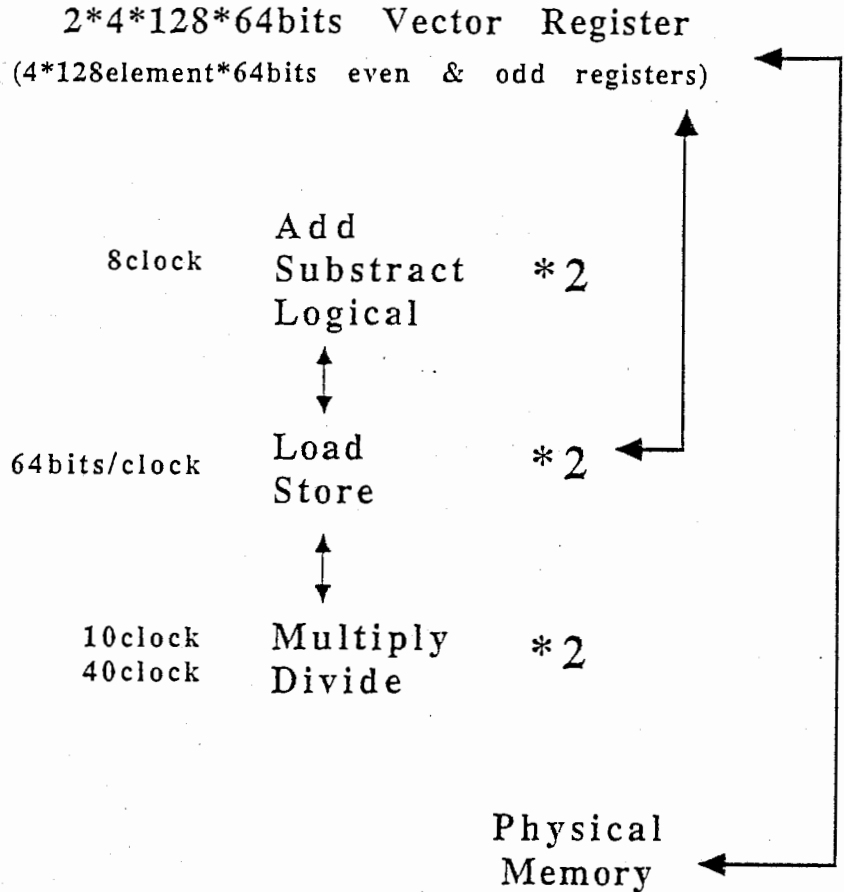 2*4*128*64bits Vector Register
(4*128element*64bits even & odd registers)
Add
8clock Substract *2
Logical
Load
64bits/clock *2
Store
10clock Multiply *2
40clock Divide
Physical
Memory